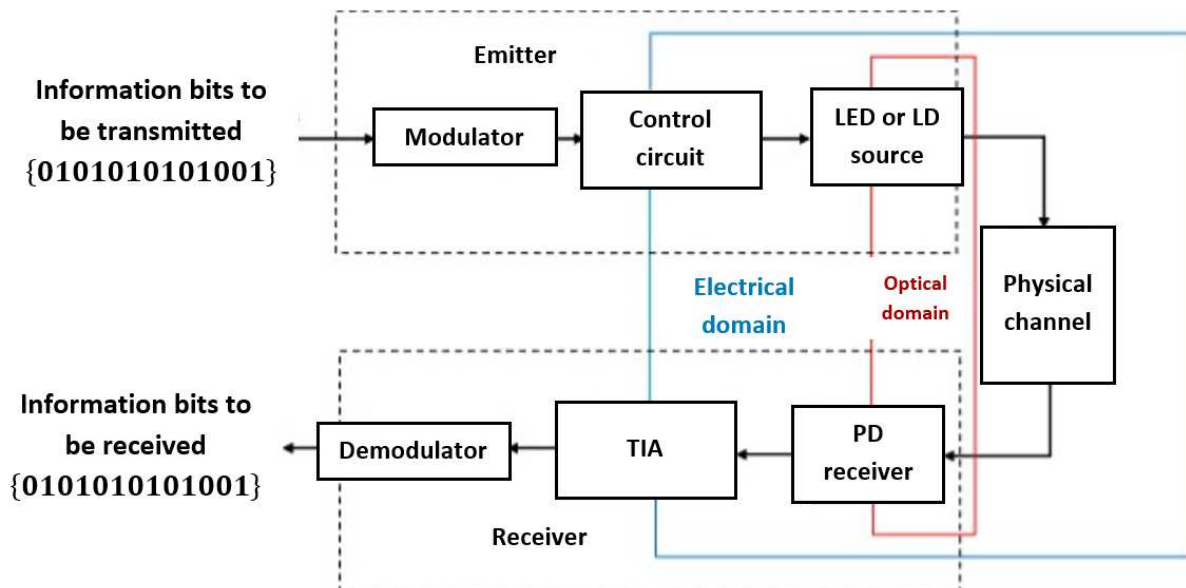 Emitter
Information bits to
be transmitted
{0101010101001}
Modulator
Control
circuit
LED or LD
source
Electrical
domain
Optical
domain
Physical
channel
Information bits to
be received
{0101010101001}
Demodulator
TIA
PD
receiver
Receiver